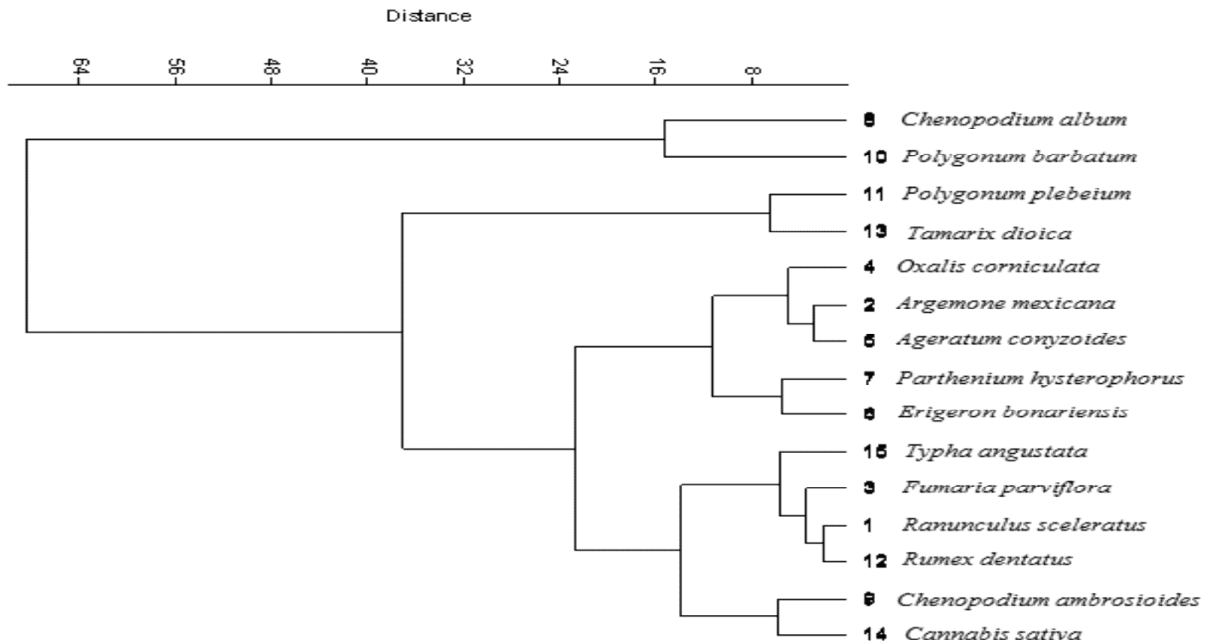 Distance
64 56 48 40 32 24 16 8
8 Chenopodium album
10 Polygonum barbatum
11 Polygonum plebeium
13 Tamarix dioica
4 Oxalis corniculata
2 Argemone mexicana
5 Ageratum conyzoides
7 Parthenium hysterophorus
6 Erigeron bonariensis
15 Typha angustata
3 Fumaria parviflora
1 Ranunculus sceleratus
12 Rumex dentatus
9 Chenopodium ambrosioides
14 Cannabis sativa